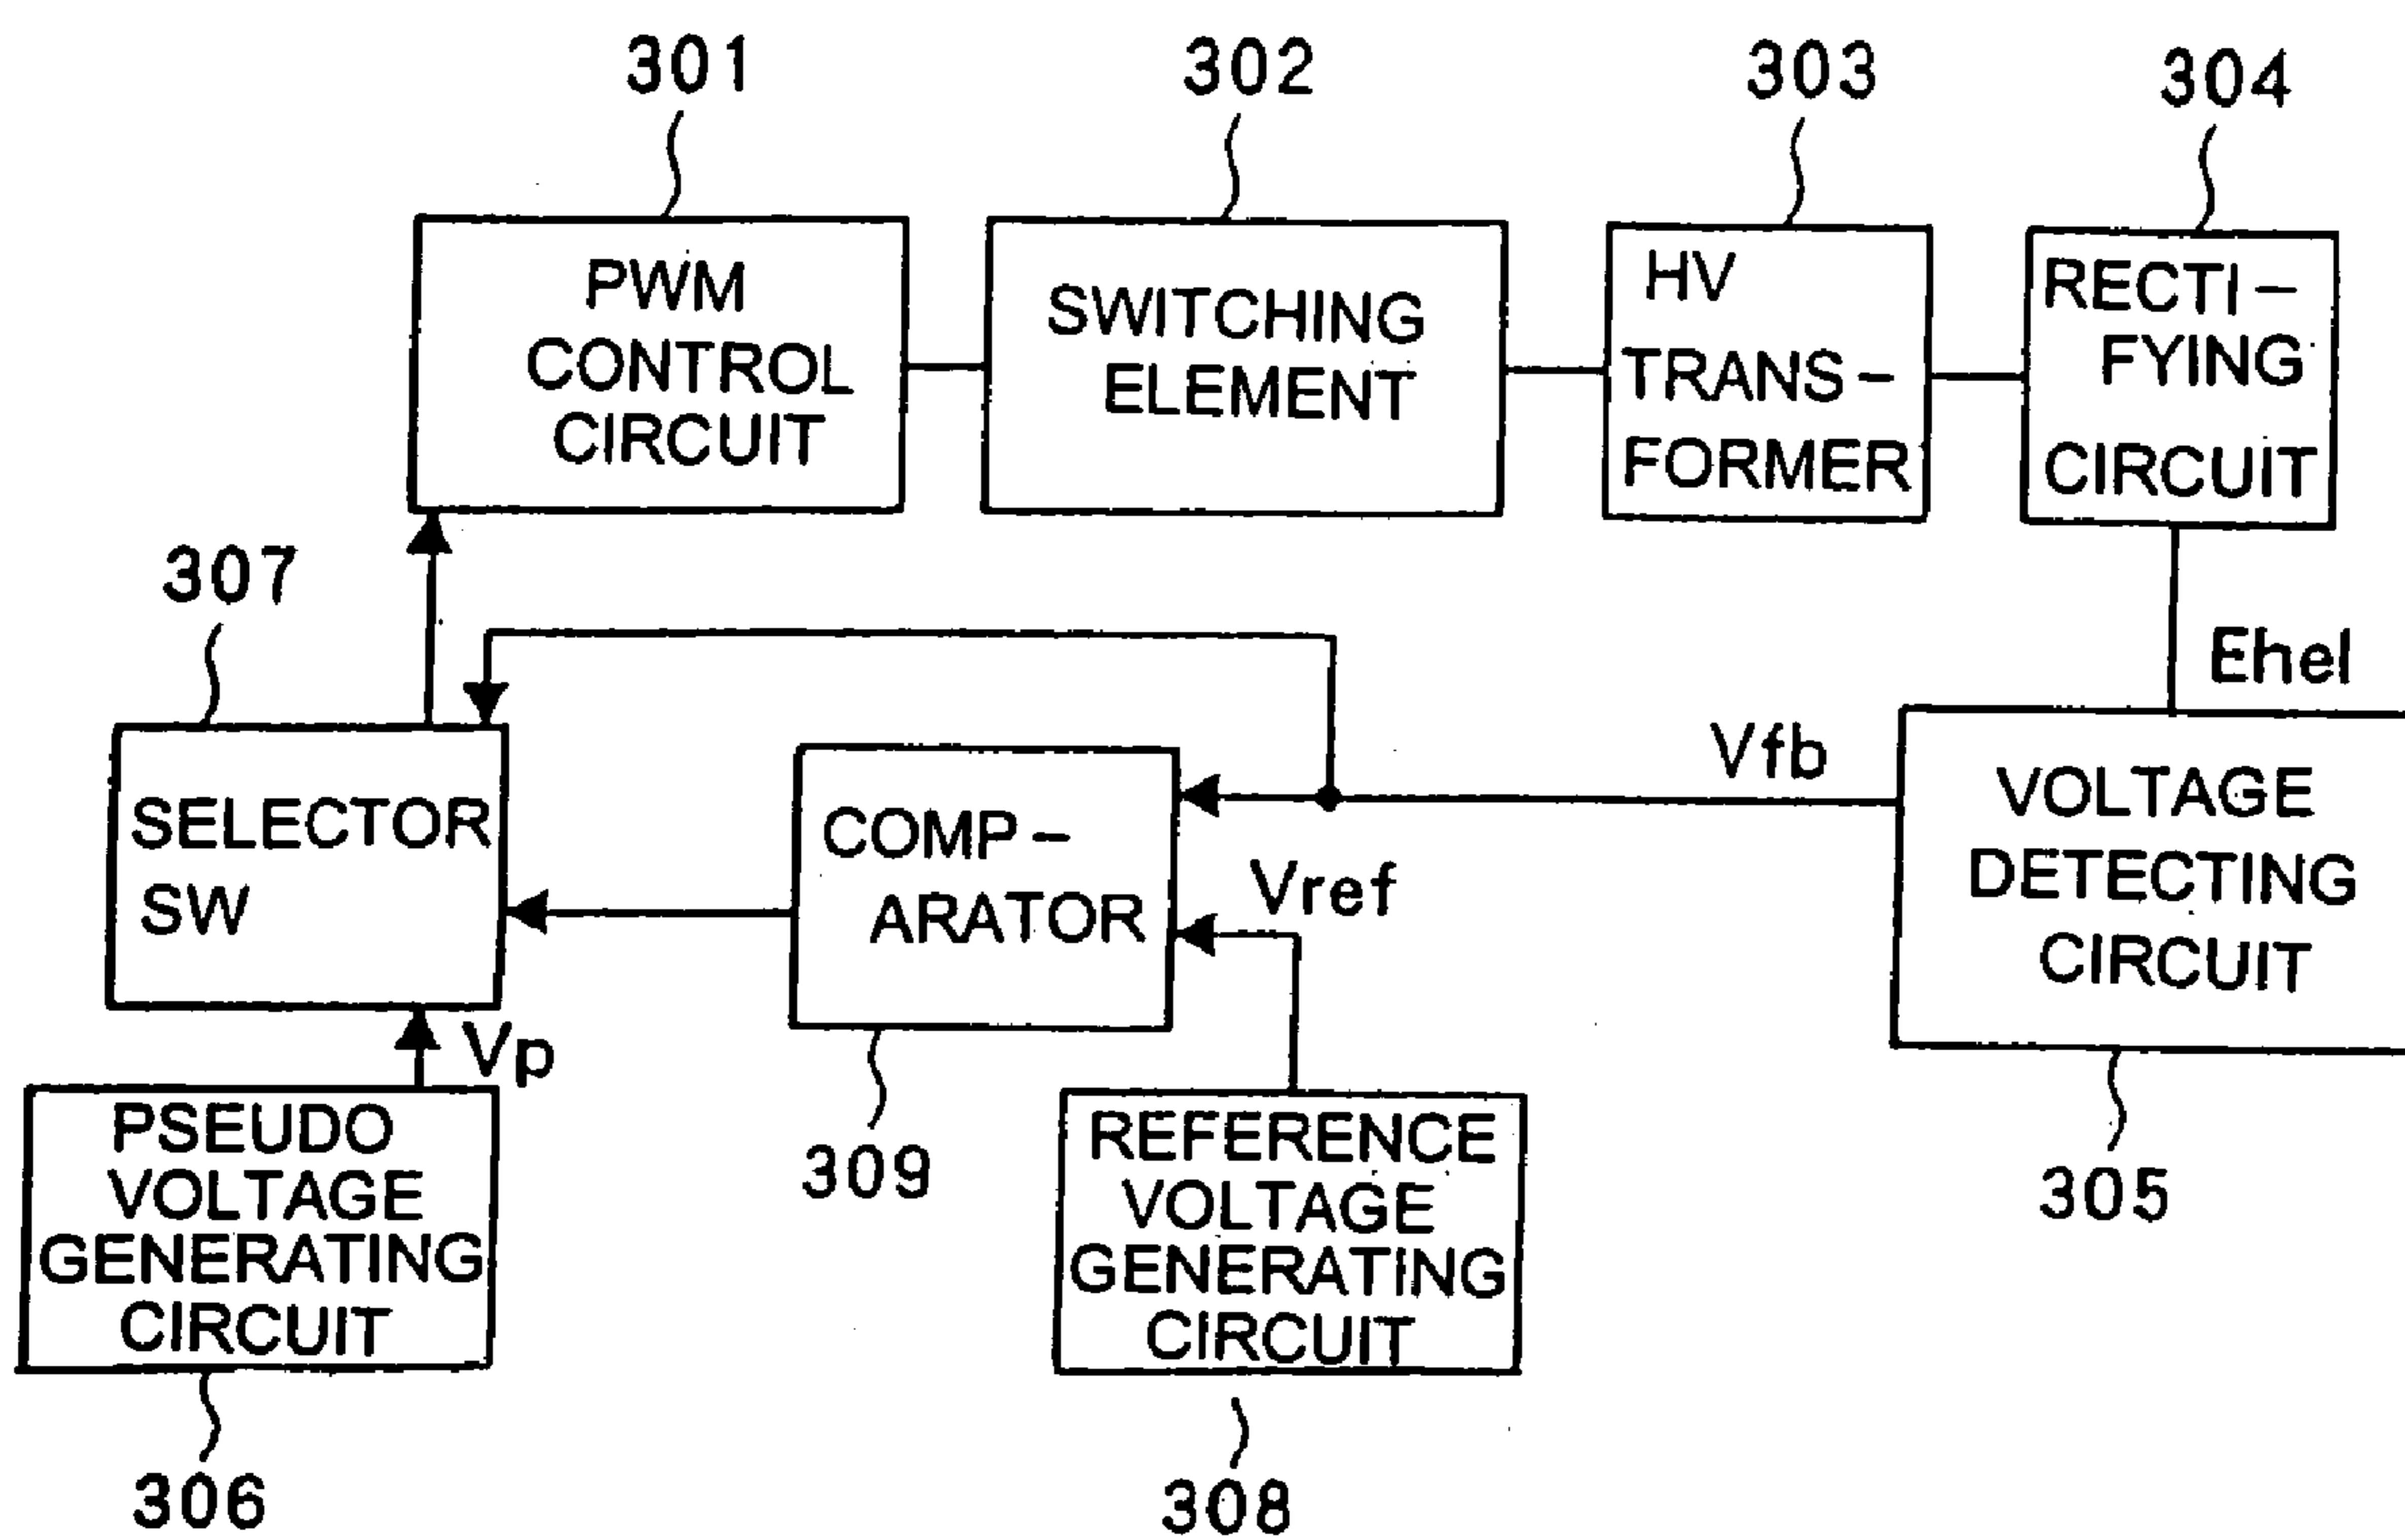 301
302
303
304
PWM
CONTROL
CIRCUIT
SWITCHING
ELEMENT
HV
TRANS-
FORMER
RECTI-
FYING
CIRCUIT
307
Ehel
Vfb
SELECTOR
SW
COMP-
ARATOR
Vref
VOLTAGE
DETECTING
CIRCUIT
Vp
PSEUDO
VOLTAGE
GENERATING
CIRCUIT
309
REFERENCE
VOLTAGE
GENERATING
CIRCUIT
305
306
308